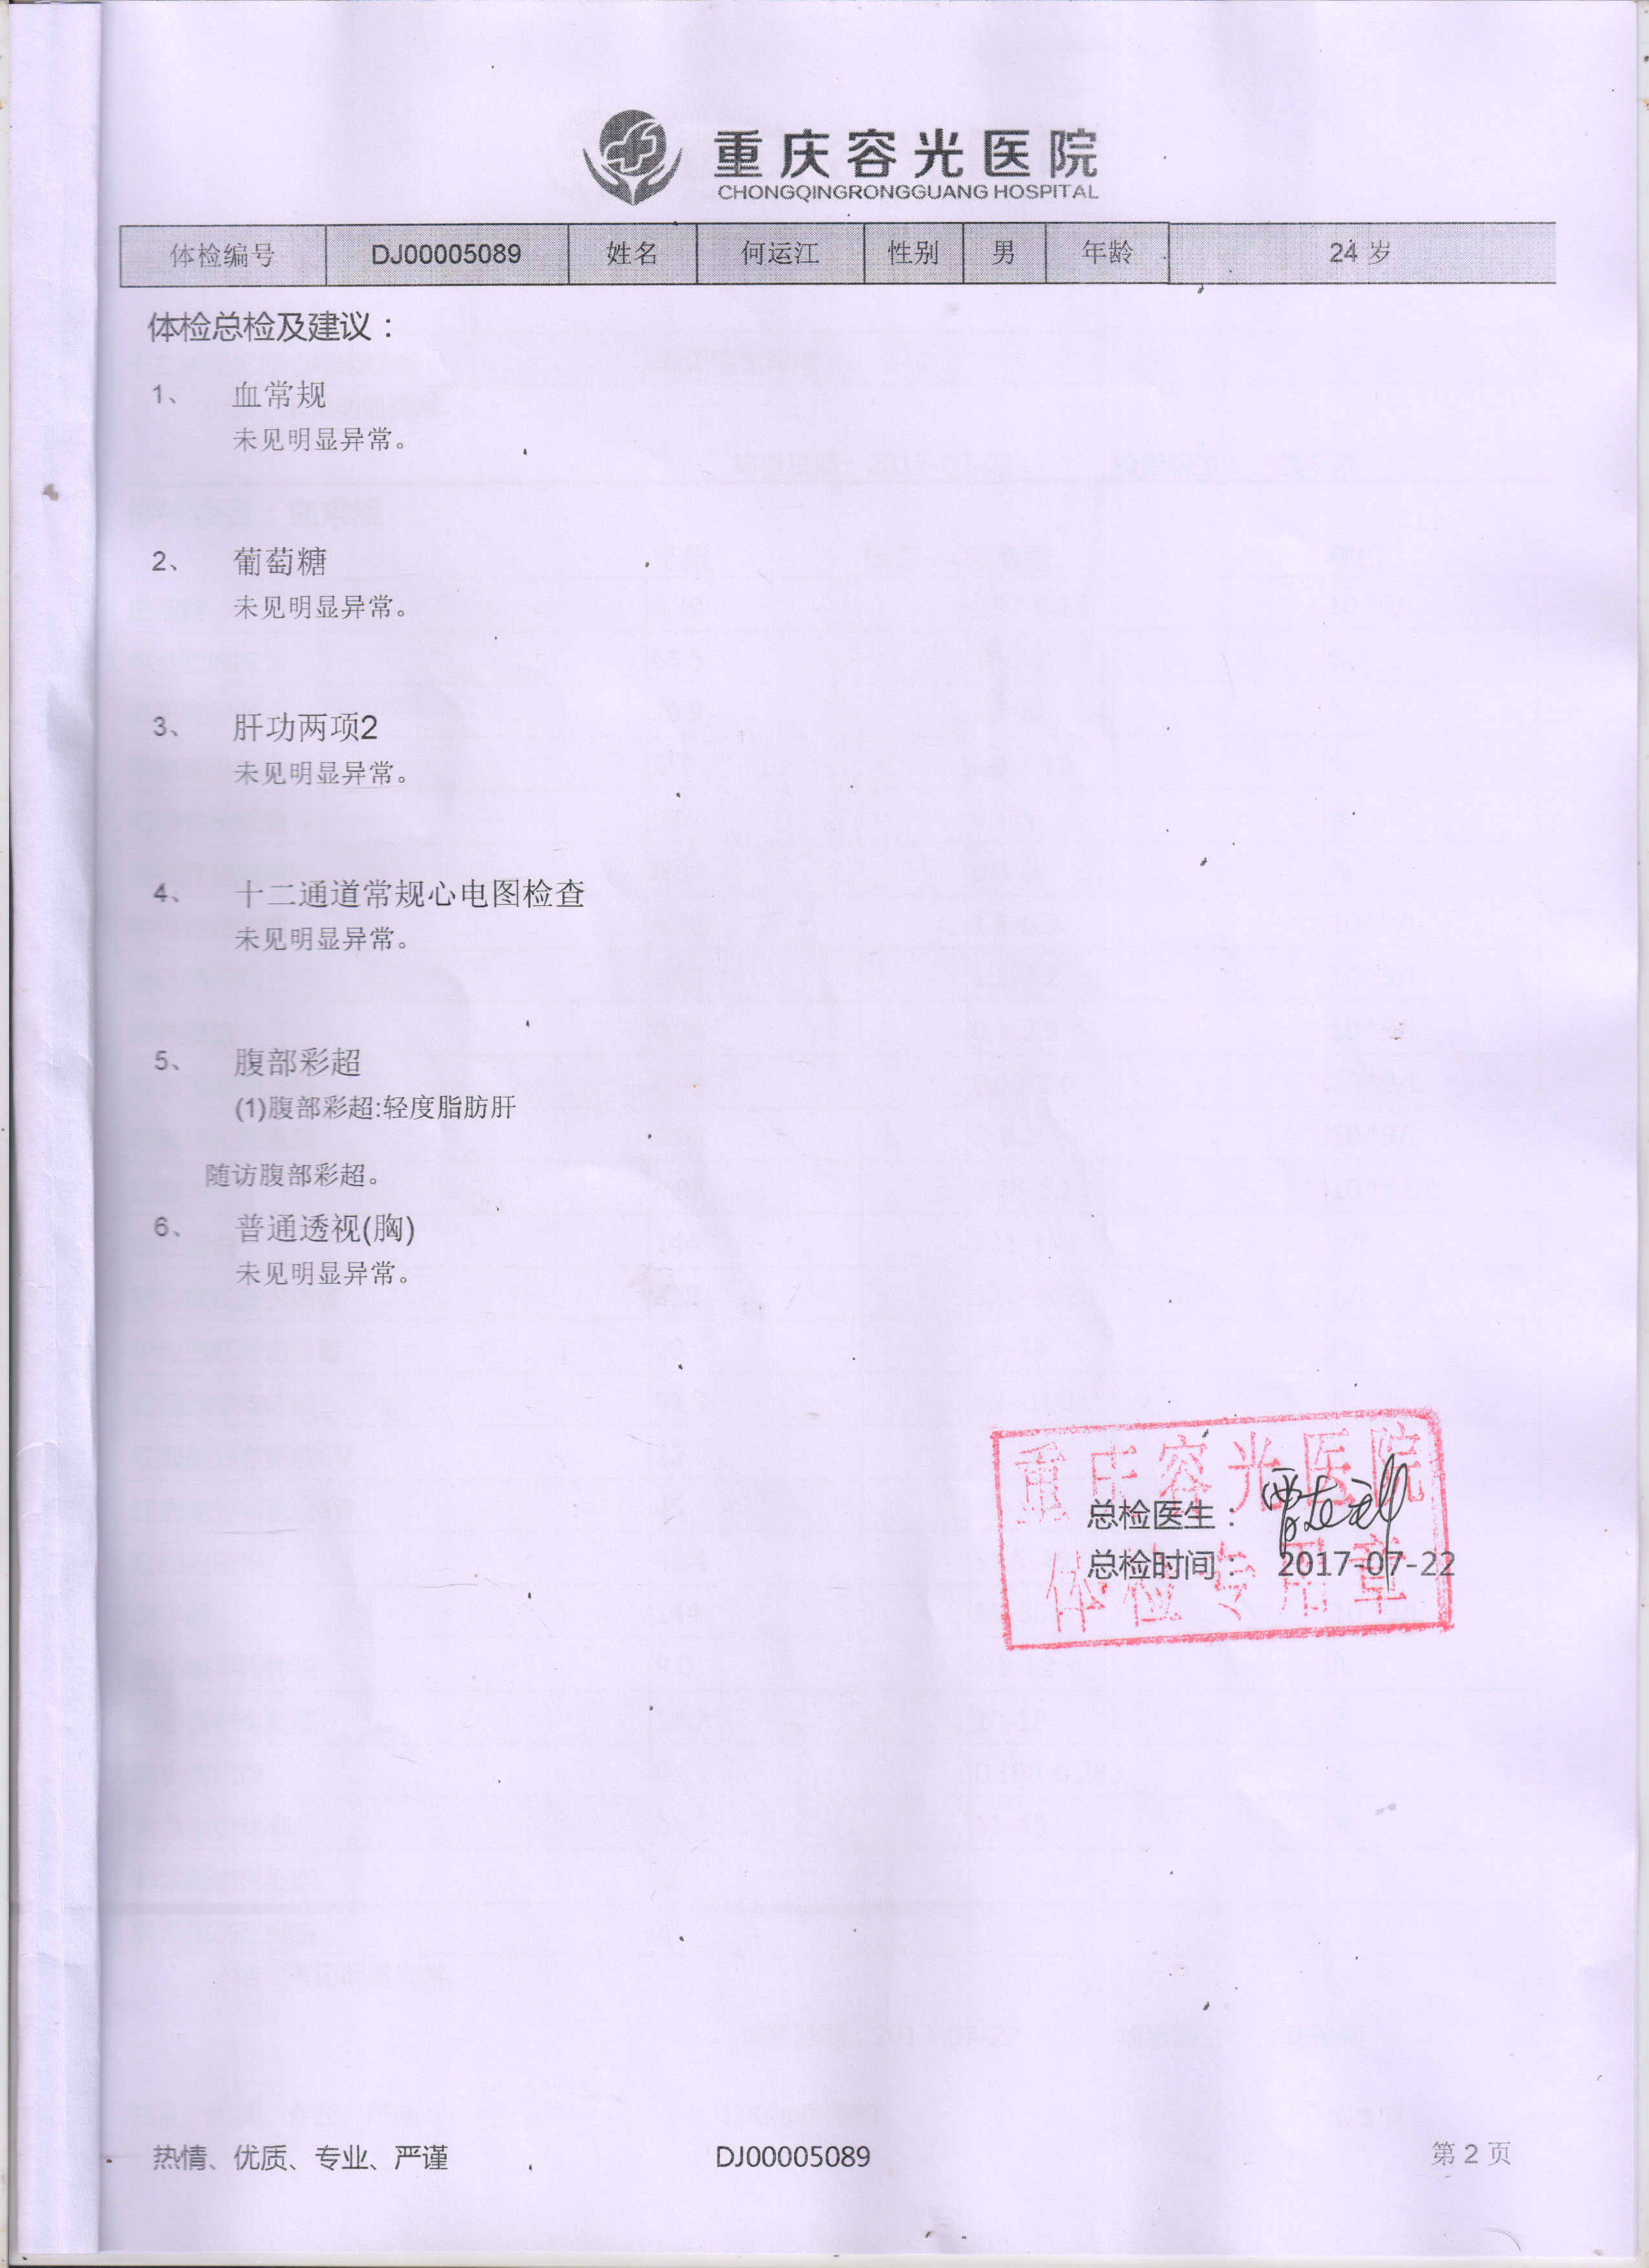 重庆容光医院
CHONGQINGRONGGUANG HOSPITAL
体检编号 DJ00005089 姓名 何运江 性别 男 年龄 24 岁
体检总检及建议：
1、 血常规
未见明显异常。
2、 葡萄糖
未见明显异常。
3、 肝功两项2
未见明显异常。
4、 十二通道常规心电图检查
未见明显异常。
5、 腹部彩超
(1)腹部彩超:轻度脂肪肝
随访腹部彩超。
6、 普通透视(胸)
未见明显异常。
重庆容光医院
总检医生：
总检时间： 2017-07-22
体检专用章
热情、优质、专业、严谨 DJ00005089 第 2 页